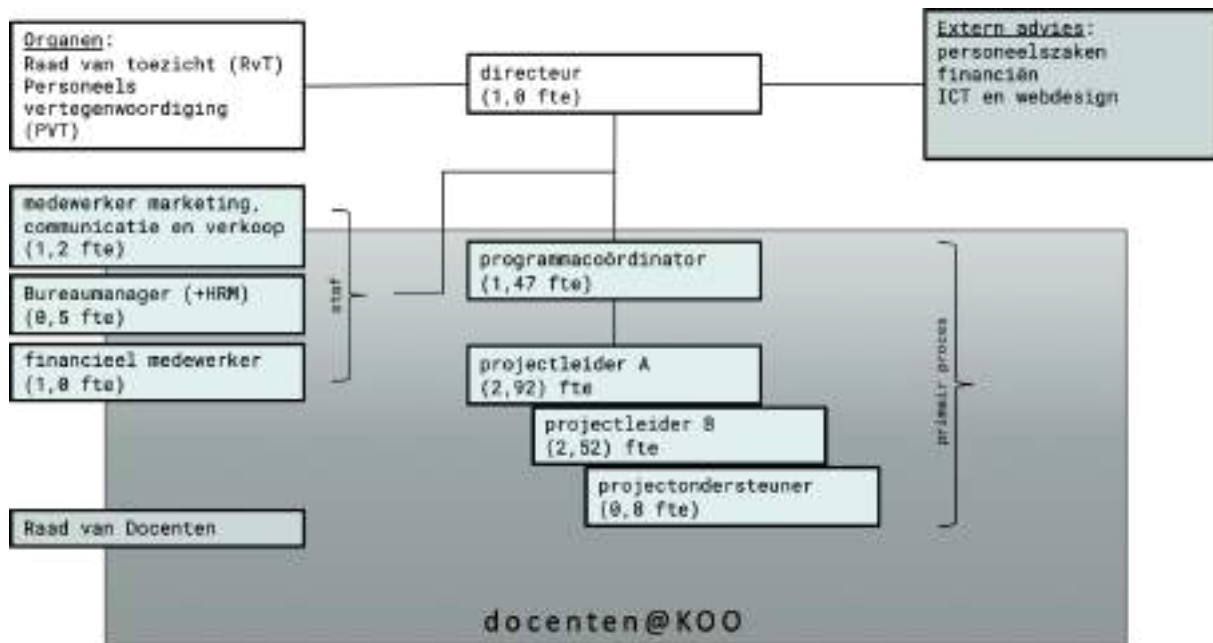 Organen:
Raad van toezicht (RvT)
Personeels
vertegenwoordiging
(PVT)
directeur
(1,0 fte)
Extern advies:
personeelszaken
financiën
ICT en webdesign
medewerker marketing,
communicatie en verkoop
(1,2 fte)
Bureaumanager (+HRM)
(0,5 fte)
financieel medewerker
(1,0 fte)
staf
programmacoördinator
(1,47 fte)
projectleider A
(2,92) fte
projectleider B
(2,52) fte
projectondersteuner
(0,8 fte)
primair proces
Raad van Docenten
docenten@KOO